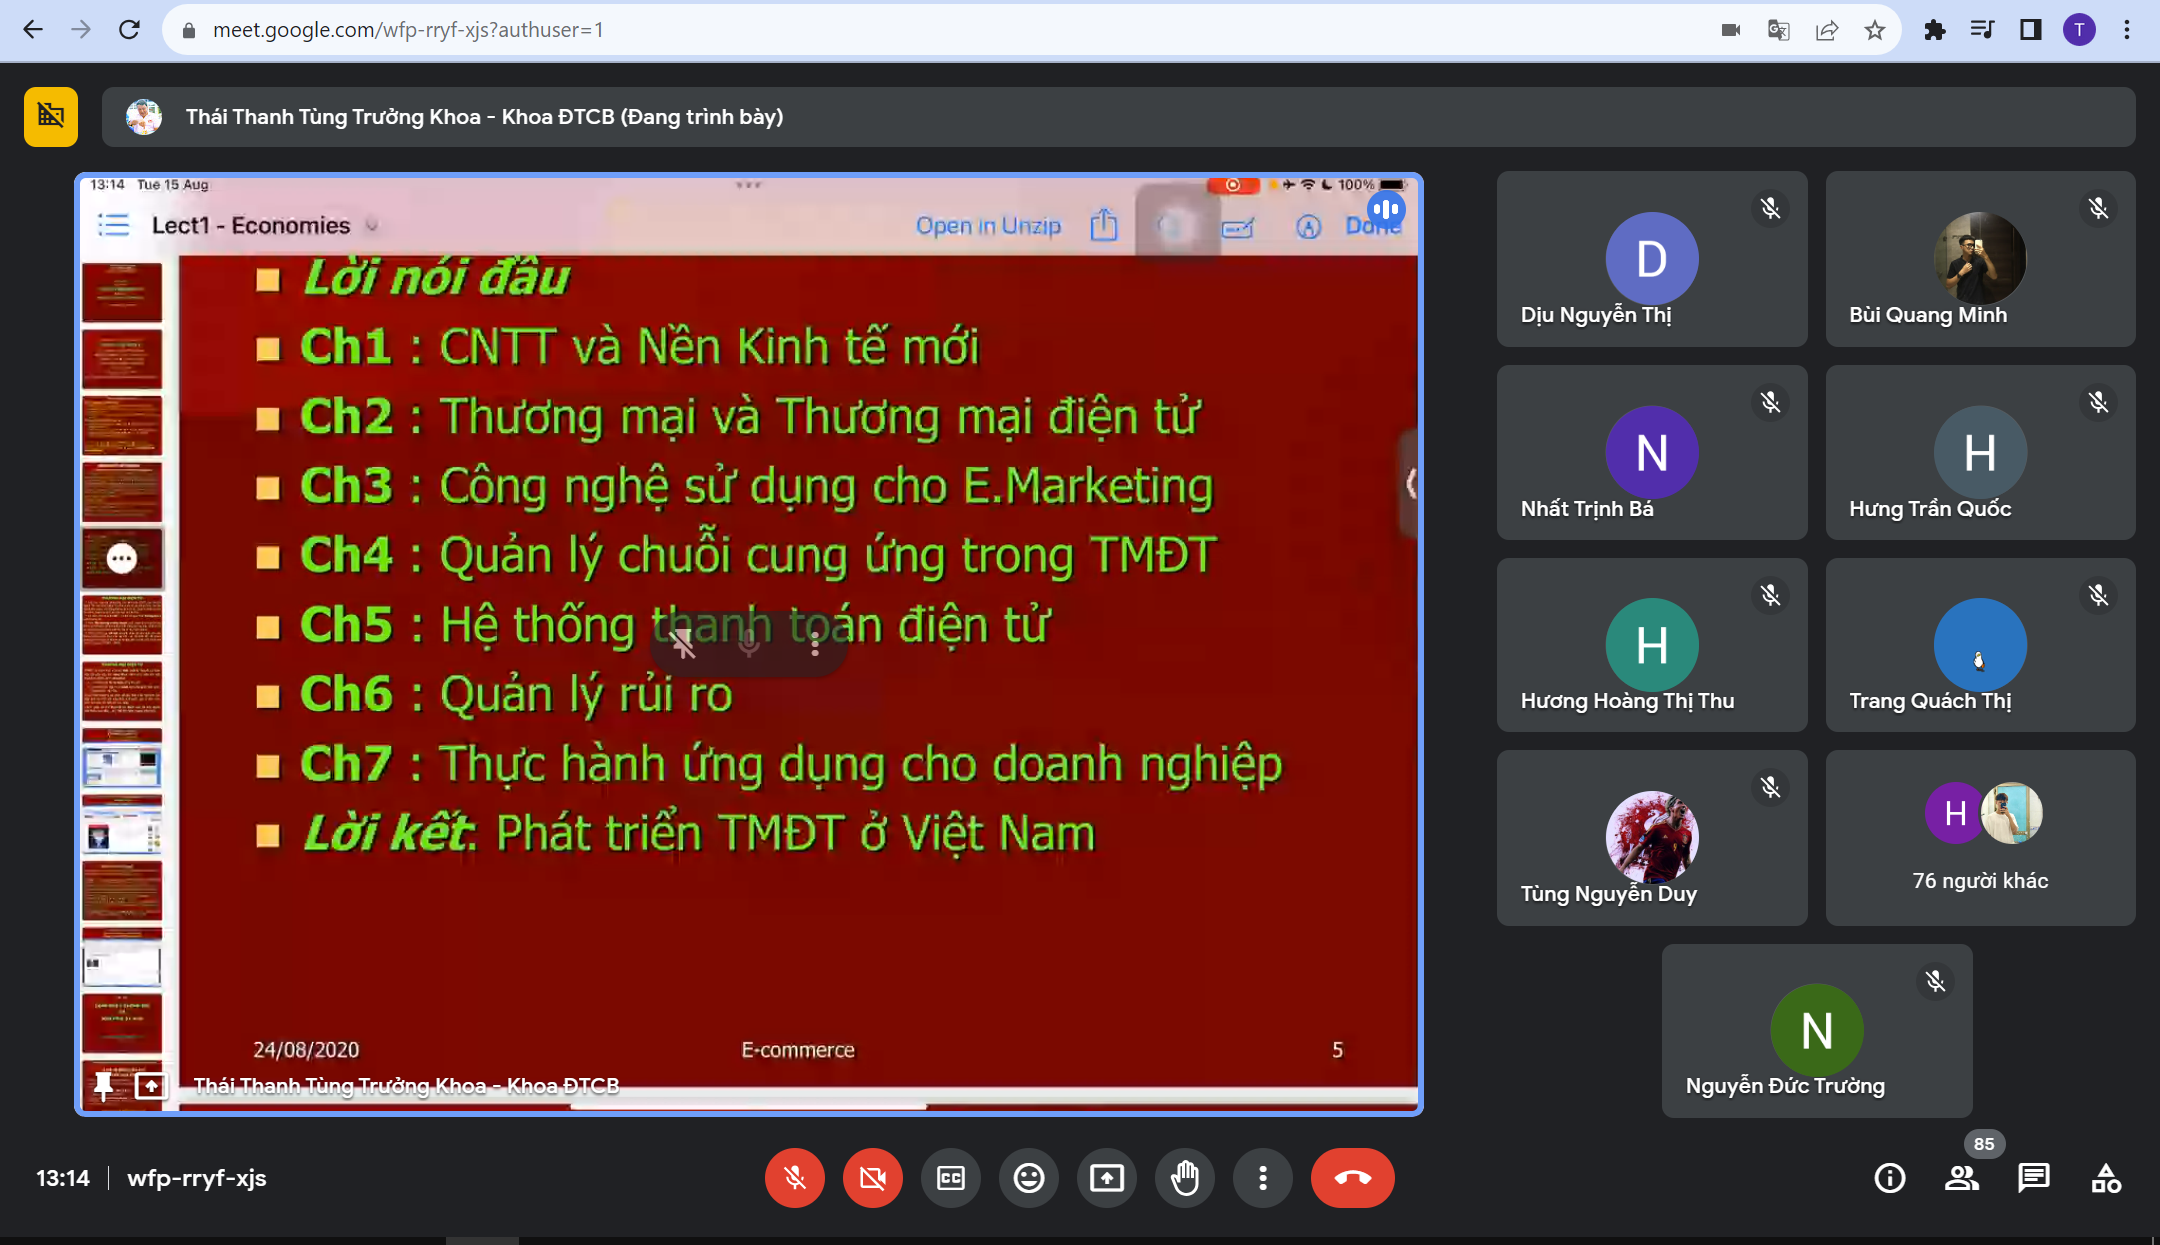 meet.google.com/wfp-rryf-xjs?authuser=1
T
Thái Thanh Tùng Trưởng Khoa - Khoa ĐTCB (Đang trình bày)
13:14 Tue 15 Aug
100%
Lect1 - Economies
Open in Unzip
Done
Lời nói đầu
Ch1 : CNTT và Nền Kinh tế mới
Ch2 : Thương mại và Thương mại điện tử
Ch3 : Công nghệ sử dụng cho E.Marketing
Ch4 : Quản lý chuỗi cung ứng trong TMĐT
Ch5 : Hệ thống thanh toán điện tử
Ch6 : Quản lý rủi ro
Ch7 : Thực hành ứng dụng cho doanh nghiệp
Lời kết: Phát triển TMĐT ở Việt Nam
24/08/2020
E-commerce
5
Thái Thanh Tùng Trưởng Khoa - Khoa ĐTCB
D
Dịu Nguyễn Thị
Bùi Quang Minh
N
Nhất Trịnh Bá
H
Hưng Trần Quốc
H
Hương Hoàng Thị Thu
Trang Quách Thị
Tùng Nguyễn Duy
H
76 người khác
N
Nguyễn Đức Trường
13:14
wfp-rryf-xjs
CC
85